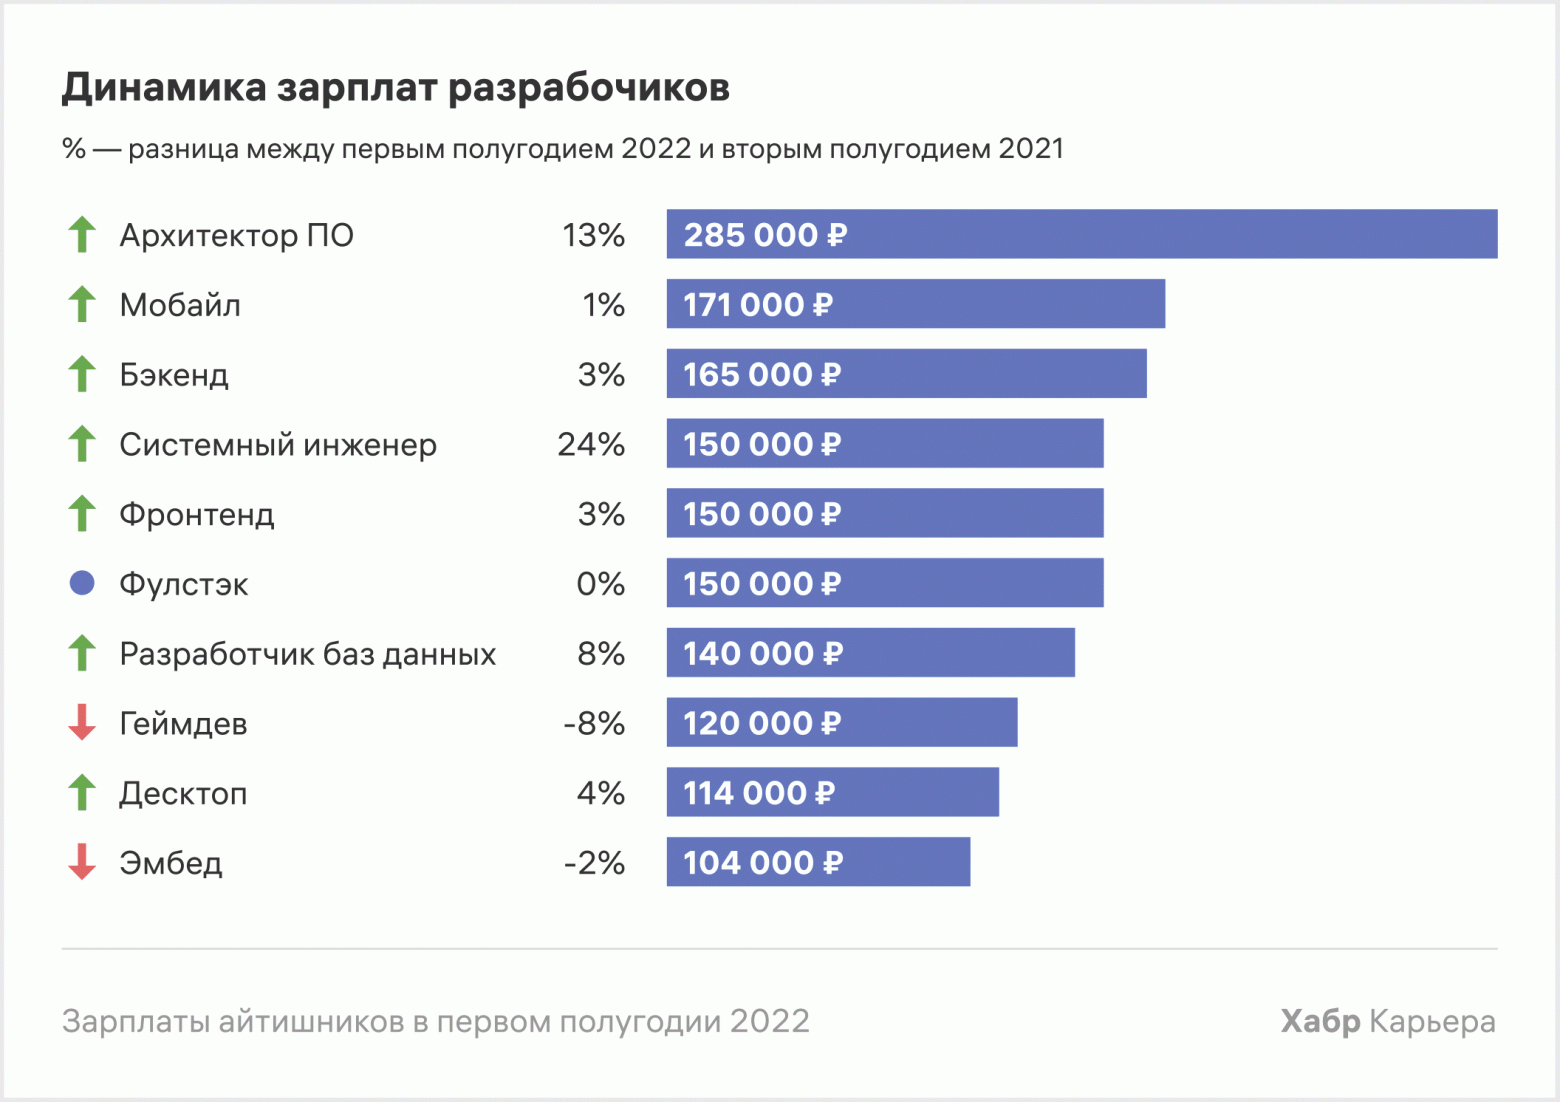 Динамика зарплат разрабочиков
% — разница между первым полугодием 2022 и вторым полугодием 2021
Архитектор ПО 13% 285 000 ₽
Мобайл 1% 171 000 ₽
Бэкенд 3% 165 000 ₽
Системный инженер 24% 150 000 ₽
Фронтенд 3% 150 000 ₽
Фулстэк 0% 150 000 ₽
Разработчик баз данных 8% 140 000 ₽
Геймдев -8% 120 000 ₽
Десктоп 4% 114 000 ₽
Эмбед -2% 104 000 ₽
Зарплаты айтишников в первом полугодии 2022 Хабр Карьера